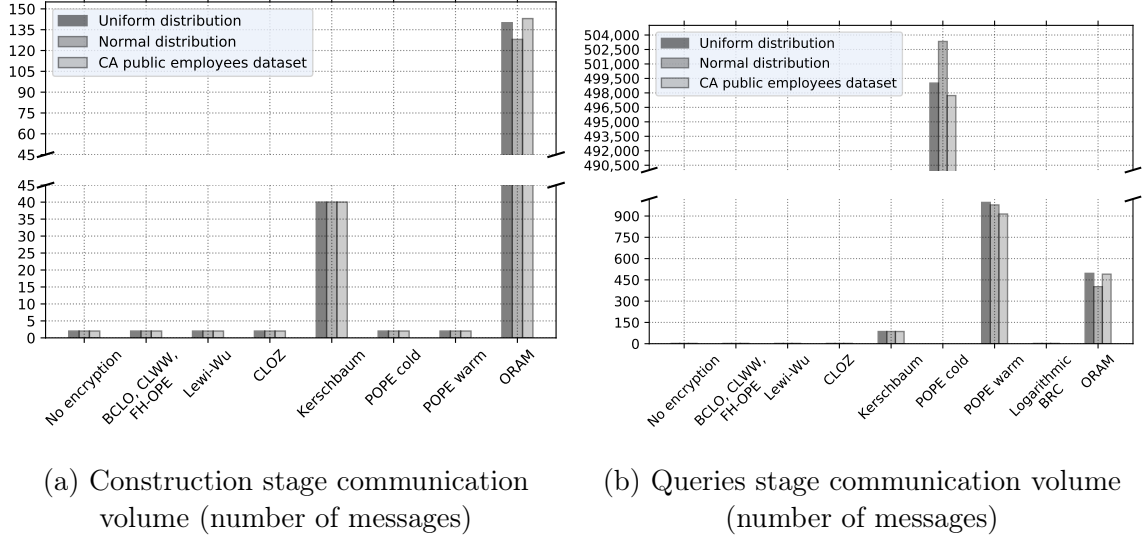 150
135
120
105
90
75
60
45
Uniform distribution
Normal distribution
CA public employees dataset
45
40
35
30
25
20
15
10
5
0
No encryption
BCLO, CLWW,
FH-OPE
Lewi-Wu
CLOZ
Kerschbaum
POPE cold
POPE warm
ORAM
(a) Construction stage communication
volume (number of messages)
504,000
502,500
501,000
499,500
498,000
496,500
495,000
493,500
492,000
490,500
Uniform distribution
Normal distribution
CA public employees dataset
900
750
600
450
300
150
0
No encryption
BCLO, CLWW,
FH-OPE
Lewi-Wu
CLOZ
Kerschbaum
POPE cold
POPE warm
Logarithmic
BRC
ORAM
(b) Queries stage communication volume
(number of messages)